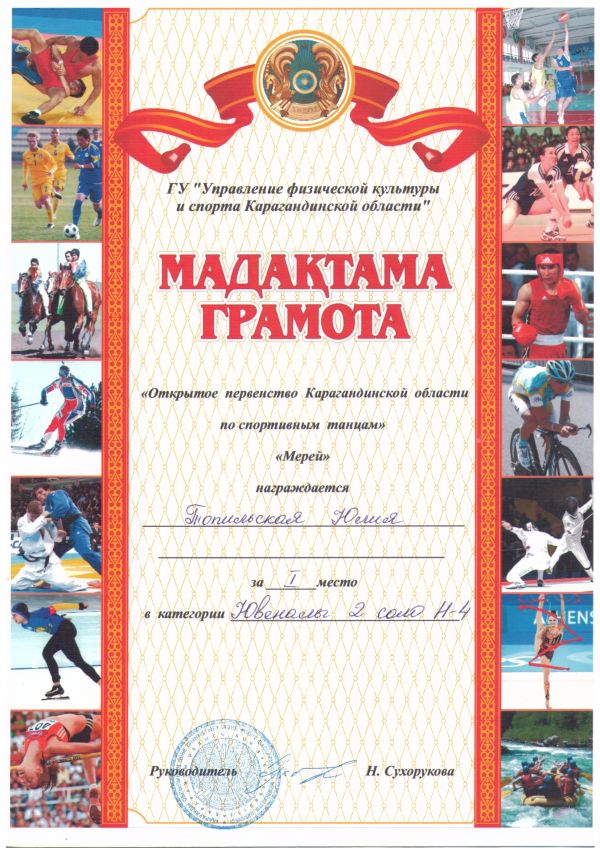 ГУ "Управление физической культуры
и спорта Карагандинской области"
МАДАҚТАМА
ГРАМОТА
«Открытое первенство Карагандинской области
по спортивным танцам»
«Мерей»
награждается
Топильская Юлия
за I место
в категории Ювеналы 2 соло Н-4
Руководитель Н. Сухорукова